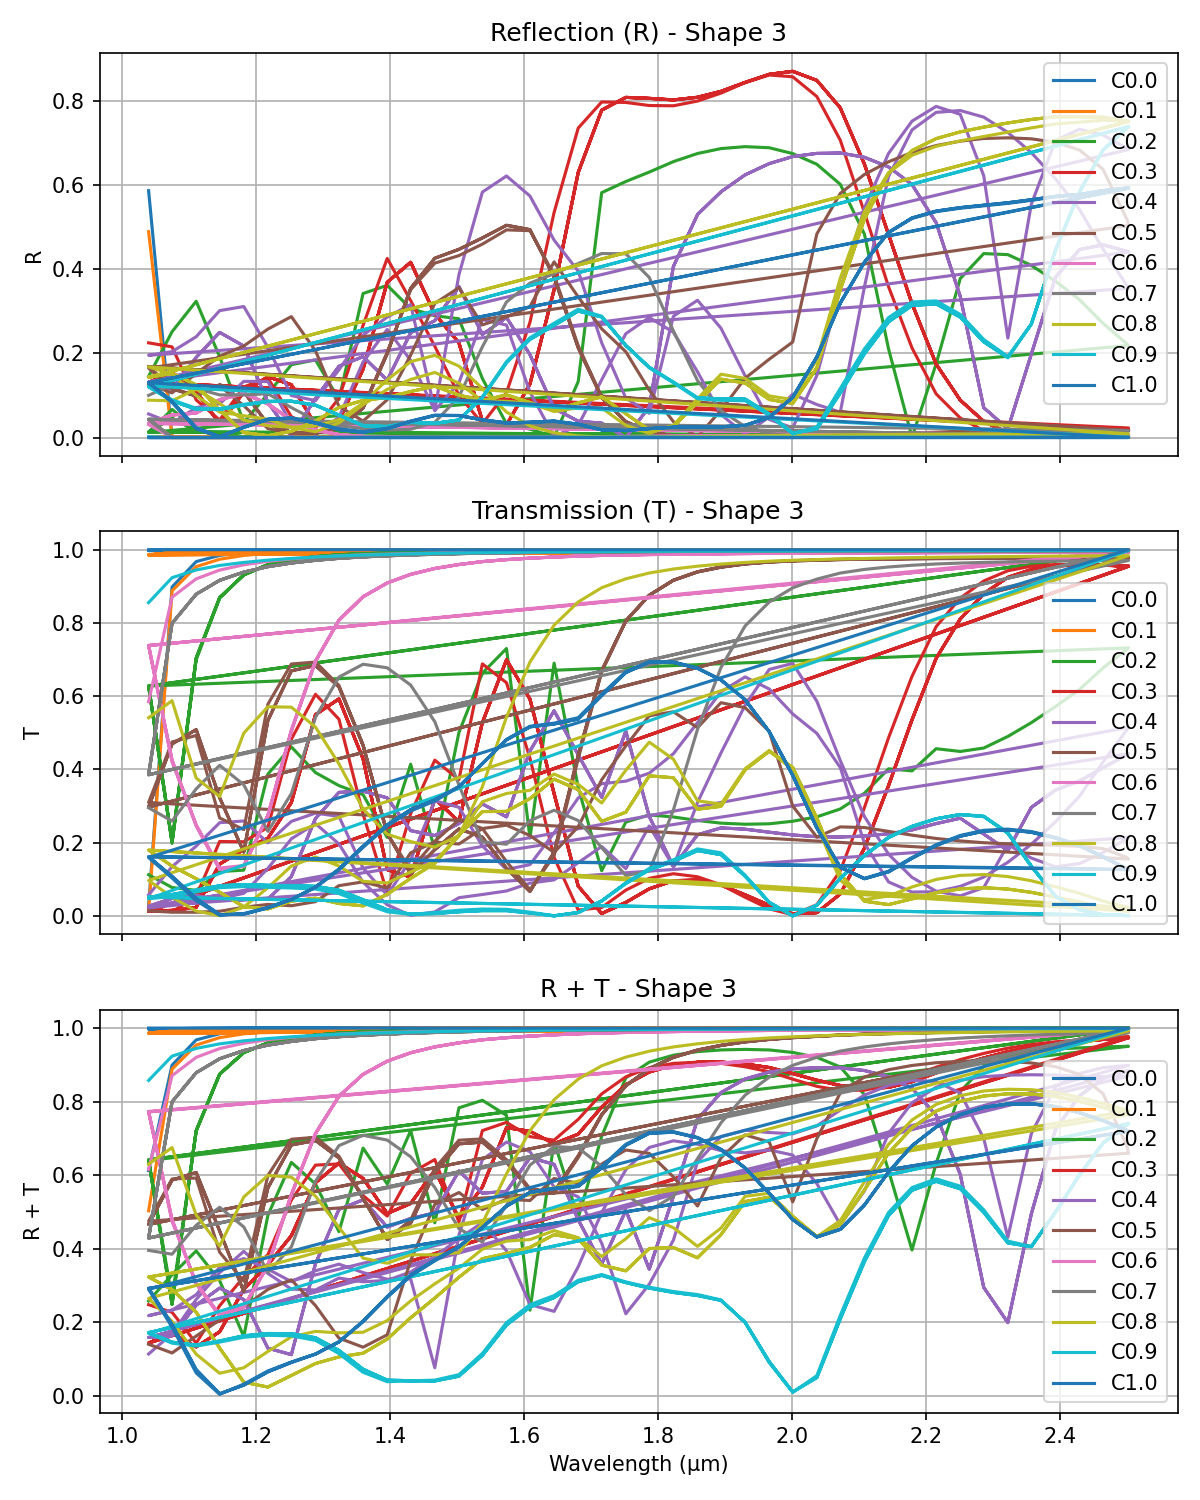 Reflection (R) - Shape 3
0.8
0.6
0.4
0.2
0.0
R
C0.0
C0.1
C0.2
C0.3
C0.4
C0.5
C0.6
C0.7
C0.8
C0.9
C1.0
Transmission (T) - Shape 3
1.0
0.8
0.6
0.4
0.2
0.0
T
C0.0
C0.1
C0.2
C0.3
C0.4
C0.5
C0.6
C0.7
C0.8
C0.9
C1.0
R + T - Shape 3
1.0
0.8
0.6
0.4
0.2
0.0
R + T
C0.0
C0.1
C0.2
C0.3
C0.4
C0.5
C0.6
C0.7
C0.8
C0.9
C1.0
1.0 1.2 1.4 1.6 1.8 2.0 2.2 2.4
Wavelength (μm)